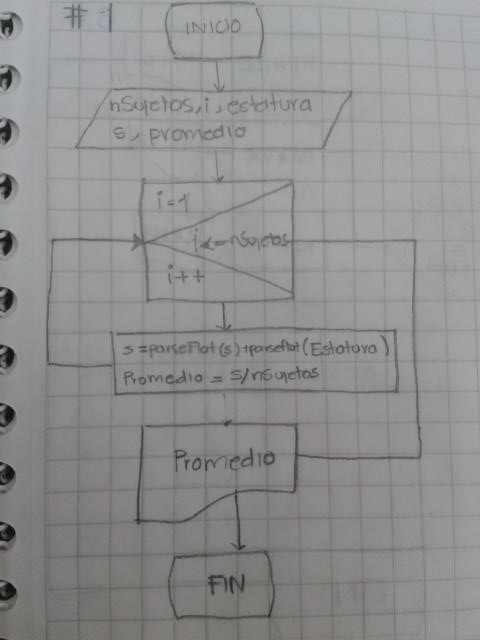 # 1
INICIO
nSujetos, i, estatura
s, promedio
i=1
i<=nSujetos
i++
s=parseFlot(s)+parseflot(Estatura)
Promedio = s/nSujetos
Promedio
FIN